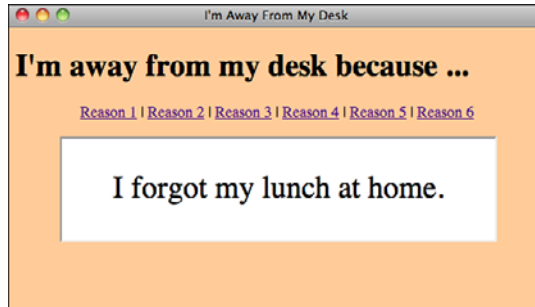 I'm Away From My Desk
I'm away from my desk because ...
Reason 1 | Reason 2 | Reason 3 | Reason 4 | Reason 5 | Reason 6
I forgot my lunch at home.